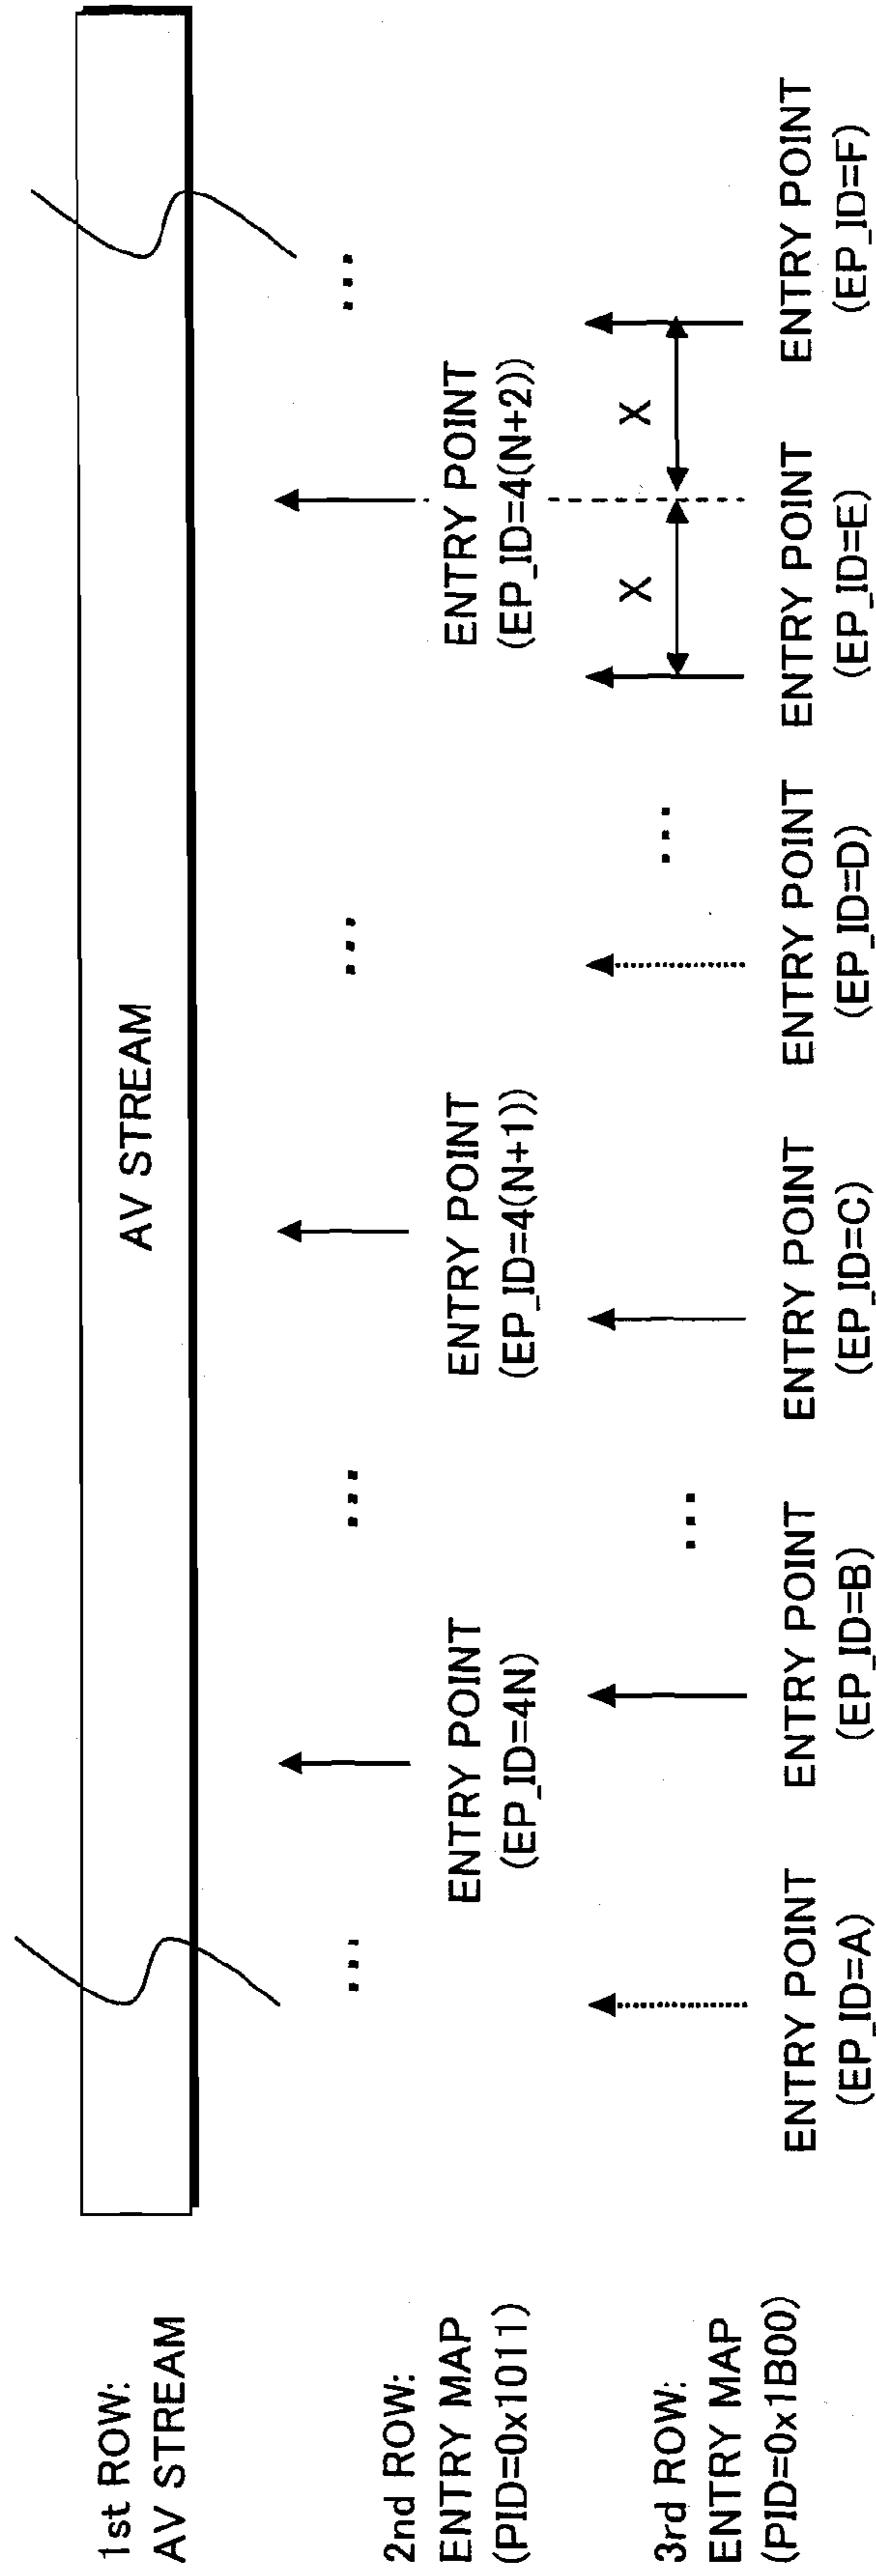 1st ROW:
AV STREAM
AV STREAM
2nd ROW:
ENTRY MAP
(PID=0x1011)
...
ENTRY POINT
(EP_ID=4N)
...
ENTRY POINT
(EP_ID=4(N+1))
...
ENTRY POINT
(EP_ID=4(N+2))
...
3rd ROW:
ENTRY MAP
(PID=0x1B00)
...
...
X
X
ENTRY POINT
(EP_ID=A)
ENTRY POINT
(EP_ID=B)
ENTRY POINT
(EP_ID=C)
ENTRY POINT
(EP_ID=D)
ENTRY POINT
(EP_ID=E)
ENTRY POINT
(EP_ID=F)